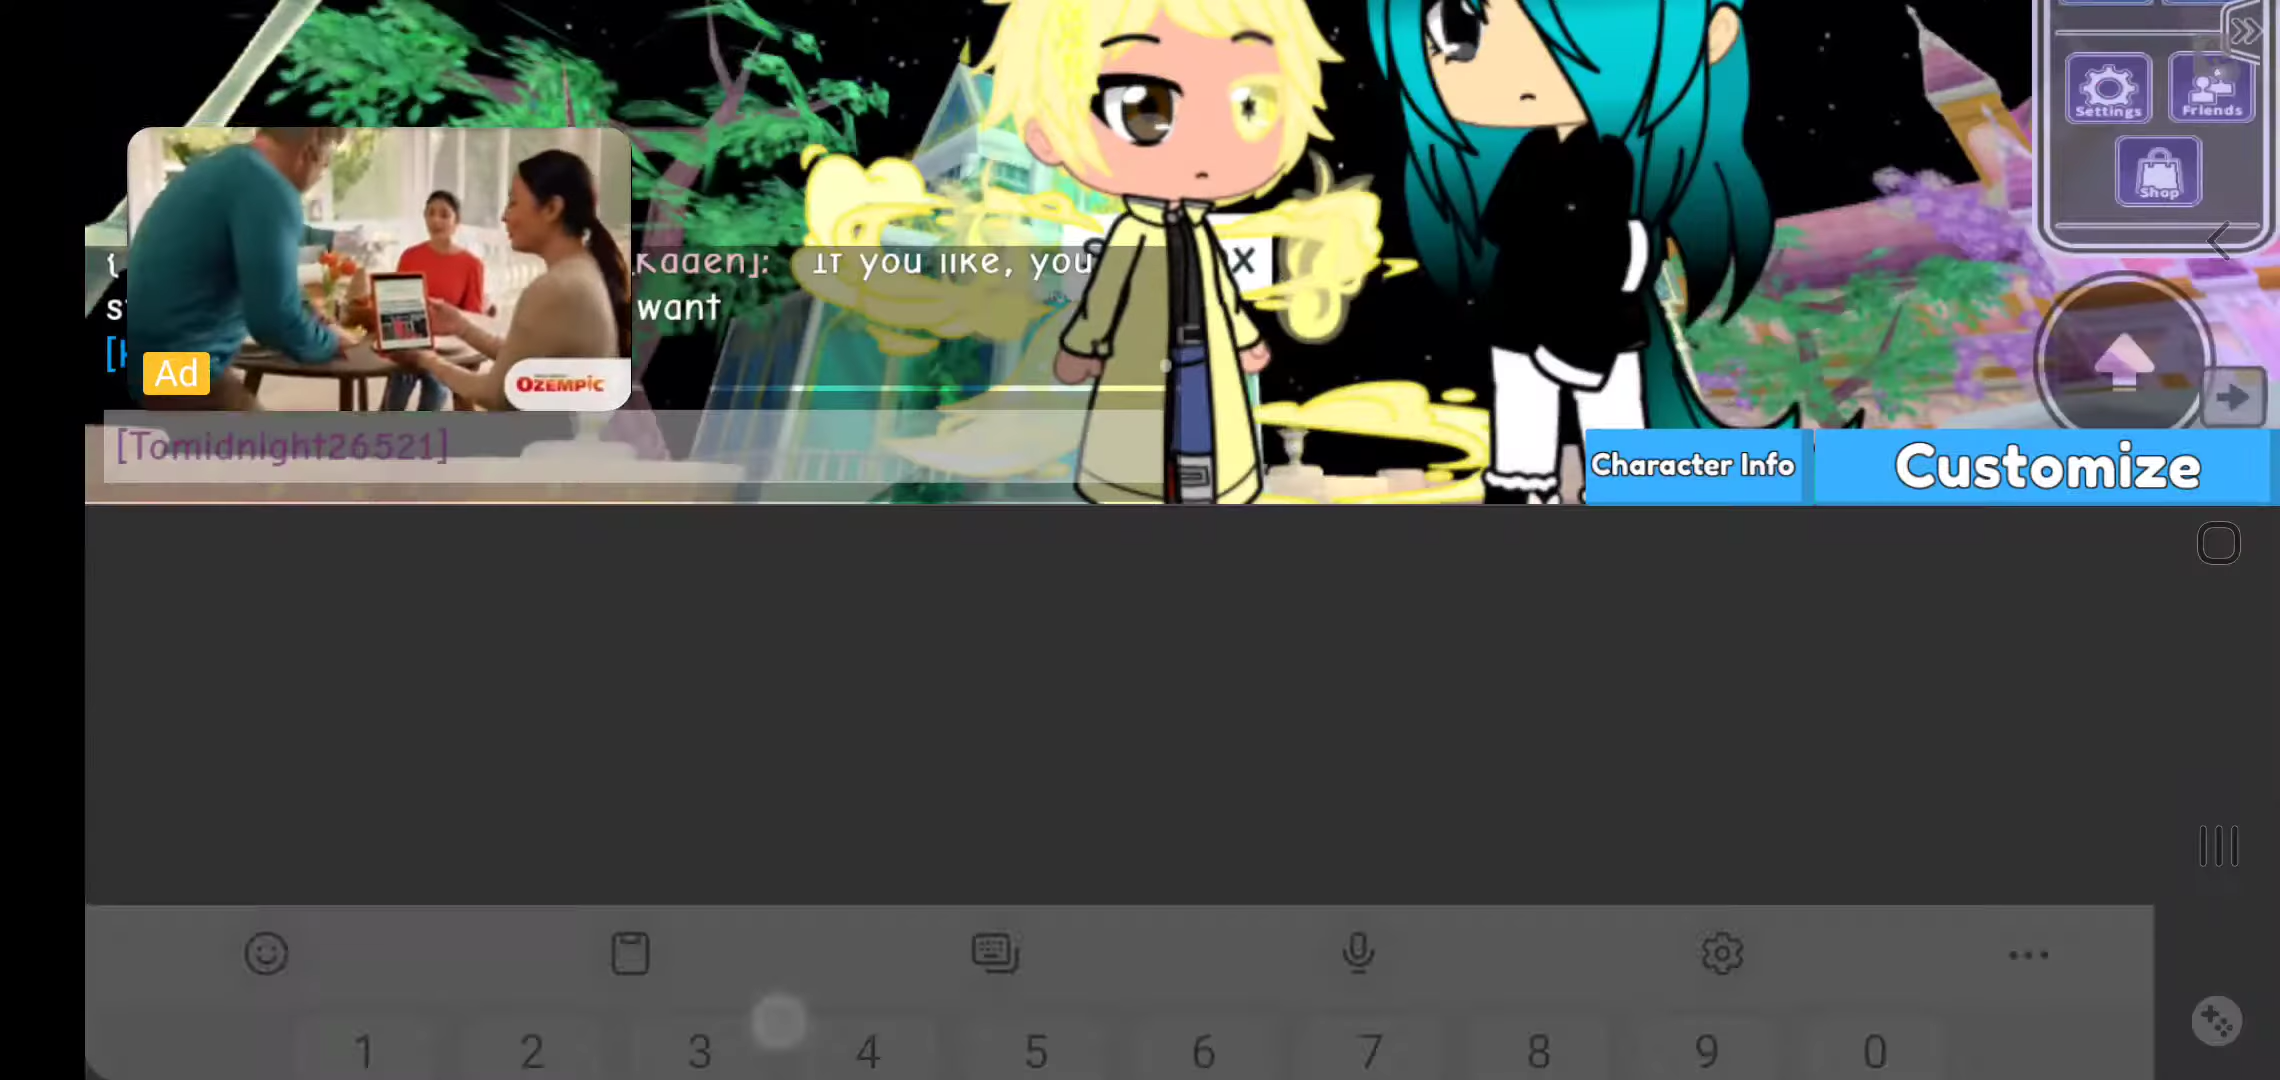 Settings
Friends
Shop
{
Kaden]: If you like, you
X
want
[
Ad
OZEMPIC
[Tomidnight26521]
Character Info
Customize
1 2 3 4 5 6 7 8 9 0